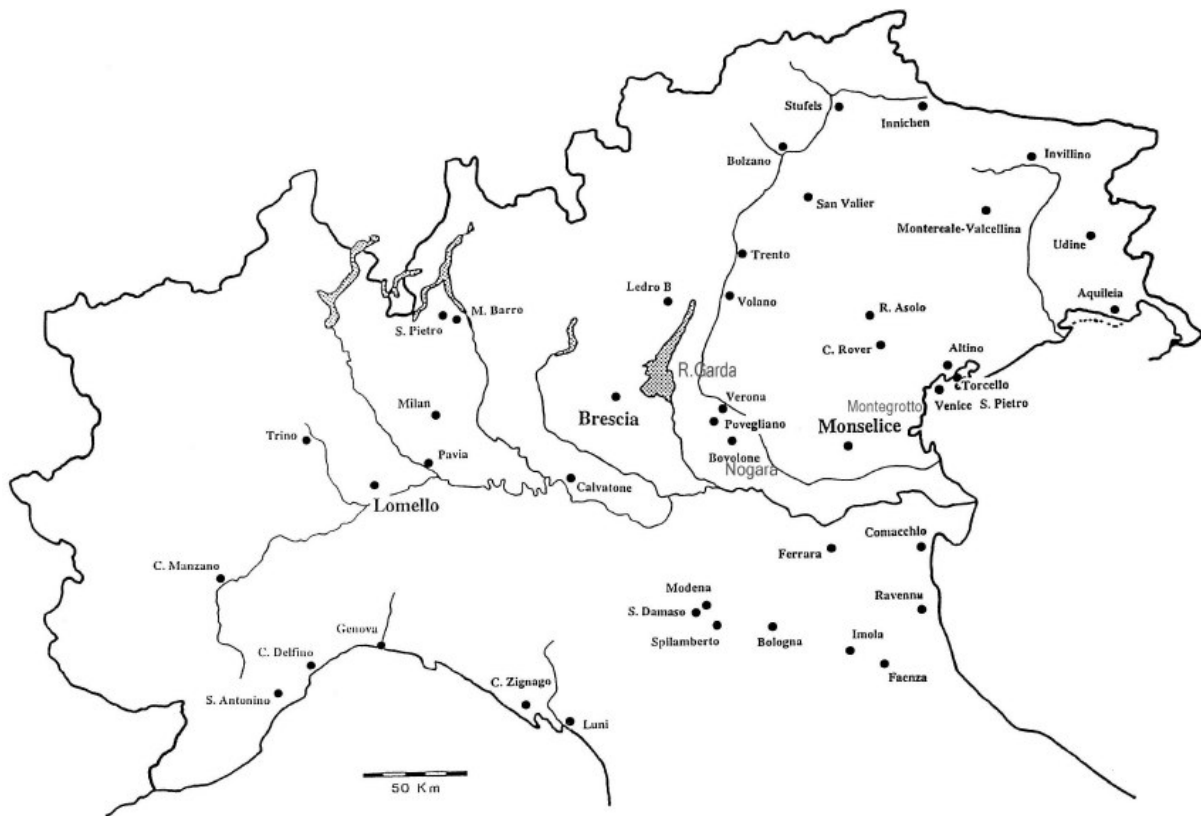 Stufels
Innichen
Bolzano
Invillino
San Valier
Montereale-Valcellina
Udine
Trento
Ledro B
Volano
Aquileia
R. Asolo
M. Barro
S. Pietro
C. Rover
Altino
R.Garda
Torcello
Verona
Montegrotto
Venice S. Pietro
Milan
Brescia
Povegliano
Monselice
Trino
Bovolone
Pavia
Nogara
Calvatone
Lomello
Comacchio
Ferrara
C. Manzano
Modena
Ravennu
S. Damaso
Genova
Spilamberto
Bologna
Imola
C. Delfino
Faenza
C. Zignago
S. Antonino
Luni
50 Km